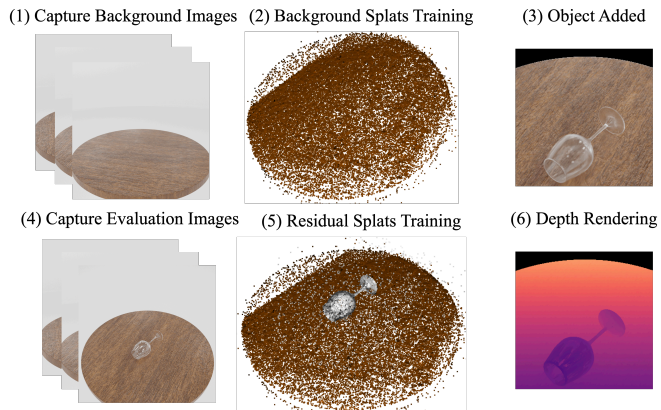 (1) Capture Background Images
(2) Background Splats Training
(3) Object Added
(4) Capture Evaluation Images
(5) Residual Splats Training
(6) Depth Rendering